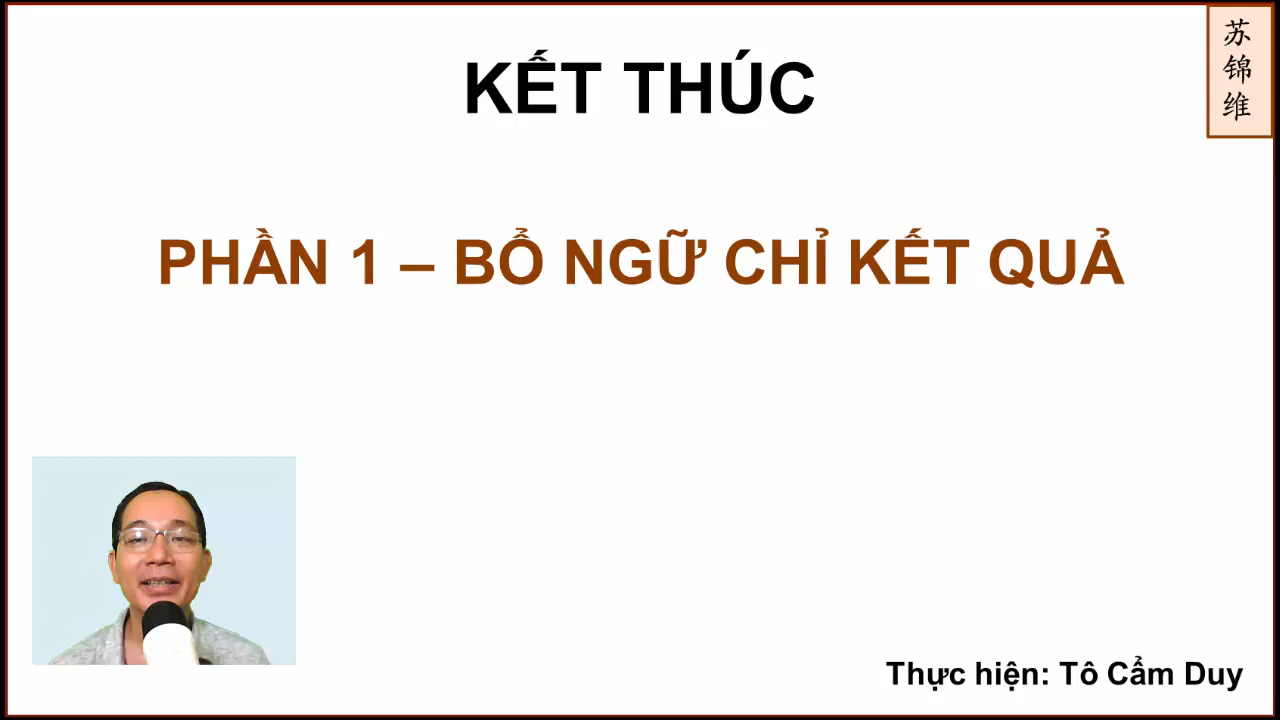 KẾT THÚC
苏锦维
PHẦN 1 – BỔ NGỮ CHỈ KẾT QUẢ
Thực hiện: Tô Cẩm Duy